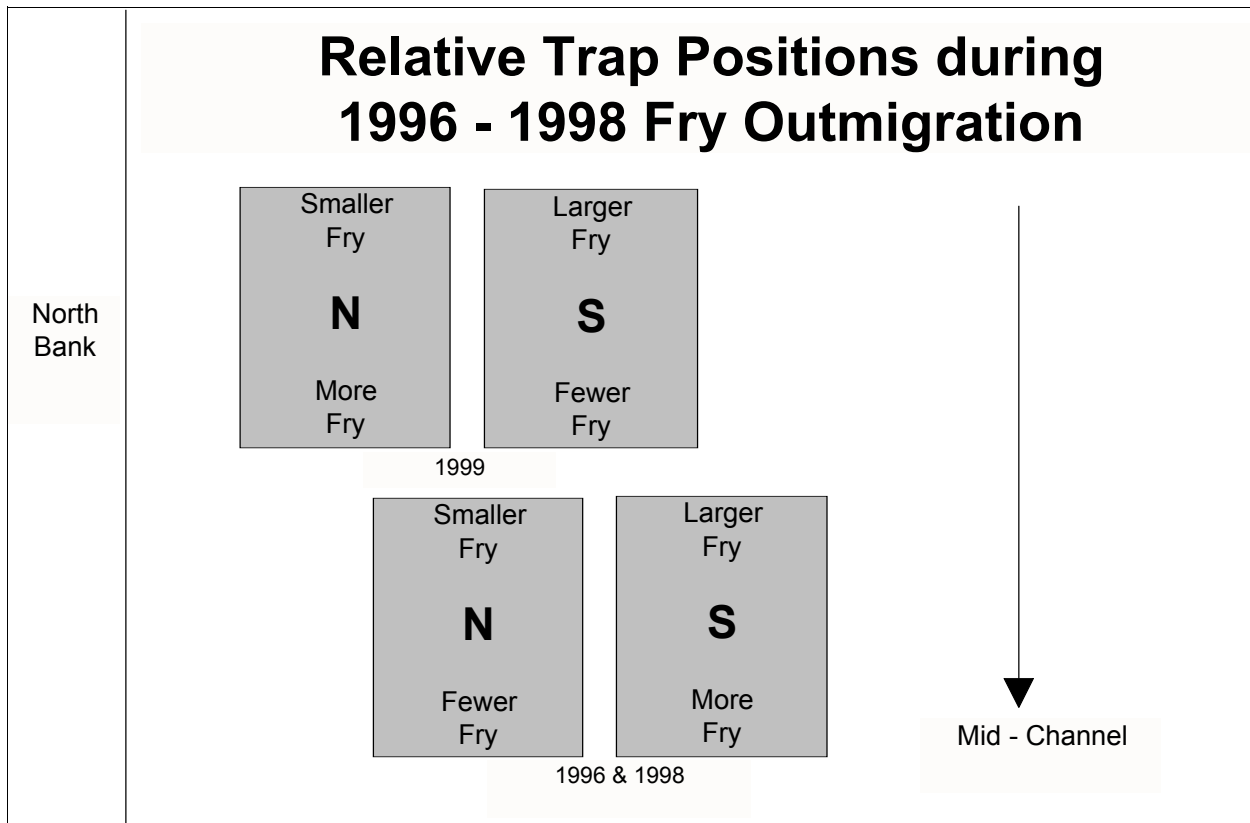 Relative Trap Positions during
1996 - 1998 Fry Outmigration
North
Bank
Smaller
Fry
N
More
Fry
Larger
Fry
S
Fewer
Fry
1999
Smaller
Fry
N
Fewer
Fry
Larger
Fry
S
More
Fry
1996 & 1998
Mid - Channel